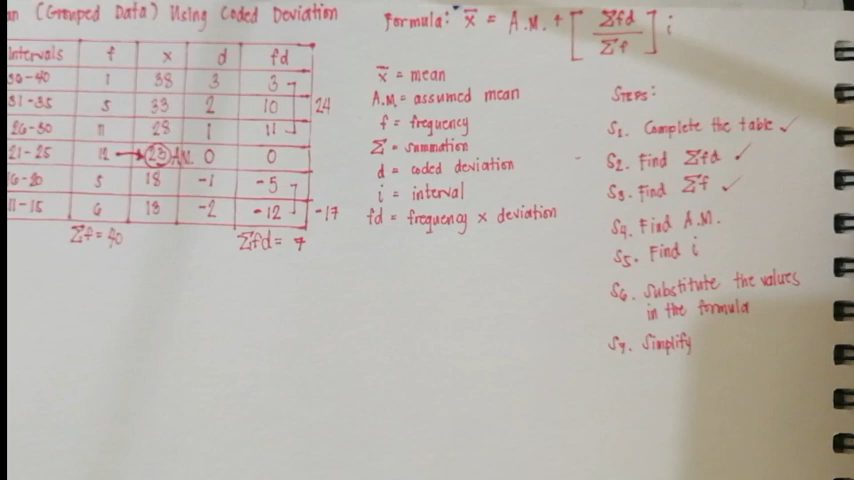 (Grouped Data) Using Coded Deviation
Formula: x̄ = A.M. + [ Σfd / Σf ] i
Intervals f x d fd
36-40 1 38 3 3
31-35 5 33 2 10 24
26-30 11 28 1 11
21-25 12 → 23 A.M. 0 0
16-20 5 18 -1 -5
11-15 6 13 -2 -12 -17
Σf = 40 Σfd = 7
x̄ = mean
A.M = assumed mean
f = frequency
Σ = summation
d = coded deviation
i = interval
fd = frequency x deviation
STEPS:
S1. Complete the table ✓
S2. Find Σfd ✓
S3. Find Σf ✓
S4. Find A.M.
S5. Find i
S6. Substitute the values
in the formula
S7. Simplify